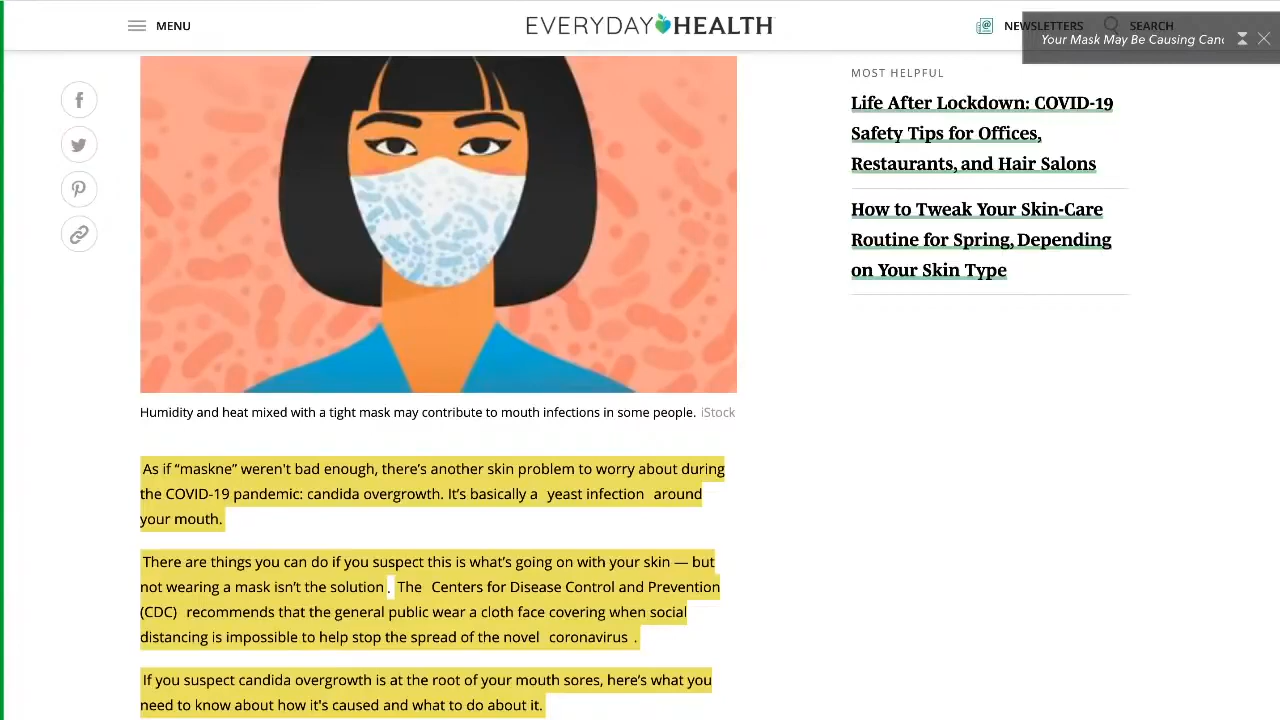 MENU
EVERYDAY HEALTH
NEWSLETTERS
SEARCH
Your Mask May Be Causing Canc
MOST HELPFUL
Life After Lockdown: COVID-19
Safety Tips for Offices,
Restaurants, and Hair Salons
How to Tweak Your Skin-Care
Routine for Spring, Depending
on Your Skin Type
Humidity and heat mixed with a tight mask may contribute to mouth infections in some people. iStock
As if “maskne” weren't bad enough, there’s another skin problem to worry about during
the COVID-19 pandemic: candida overgrowth. It’s basically a yeast infection around
your mouth.
There are things you can do if you suspect this is what’s going on with your skin — but
not wearing a mask isn’t the solution. The Centers for Disease Control and Prevention
(CDC) recommends that the general public wear a cloth face covering when social
distancing is impossible to help stop the spread of the novel coronavirus .
If you suspect candida overgrowth is at the root of your mouth sores, here’s what you
need to know about how it's caused and what to do about it.